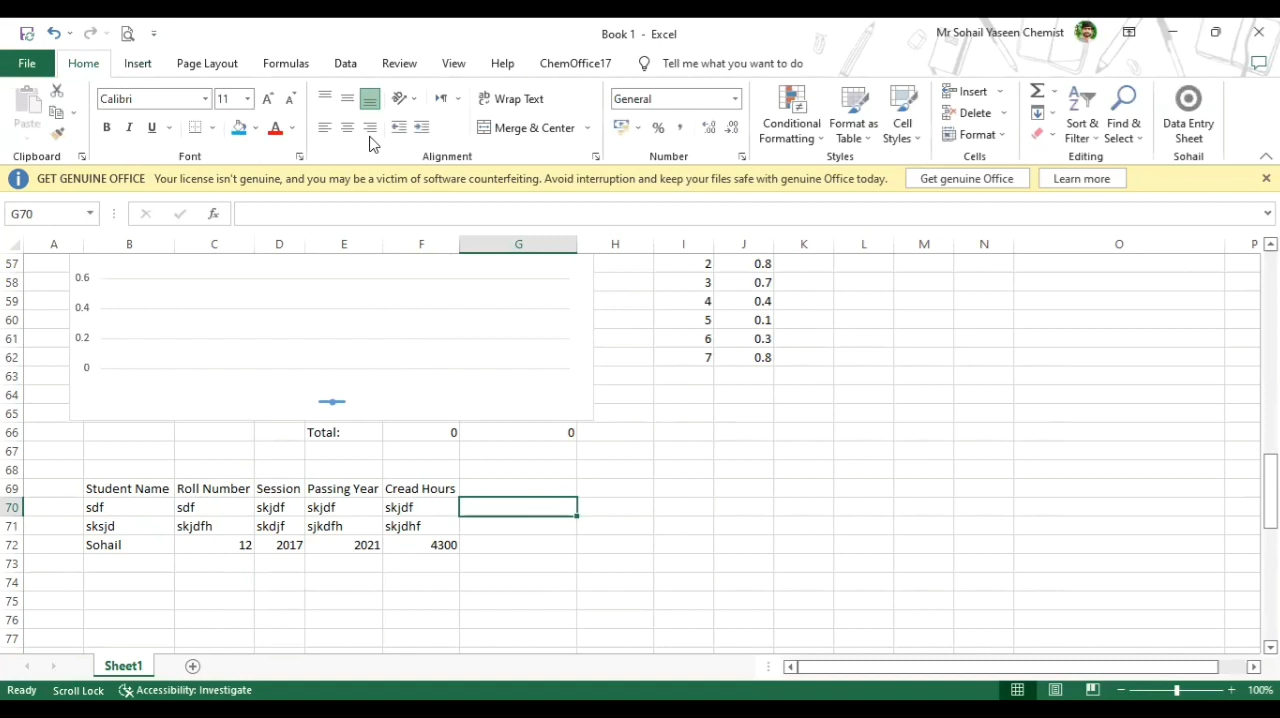 Book 1 - Excel
Mr Sohail Yaseen Chemist
File Home Insert Page Layout Formulas Data Review View Help ChemOffice17 Tell me what you want to do
Paste
Clipboard
Calibri 11
B I U A
Font
Wrap Text
Merge & Center
Alignment
General
% ,
Number
Conditional Formatting
Format as Table
Cell Styles
Styles
Insert
Delete
Format
Cells
Sort & Filter
Find & Select
Editing
Data Entry Sheet
Sohail
GET GENUINE OFFICE Your license isn't genuine, and you may be a victim of software counterfeiting. Avoid interruption and keep your files safe with genuine Office today. Get genuine Office Learn more
G70 fx
A B C D E F G H I J K L M N O P
57 2 0.8
0.6
58 3 0.7
59 4 0.4
0.4
60 5 0.1
61 6 0.3
0.2
62 7 0.8
0
63
64
65
66 Total: 0 0
67
68
69 Student Name Roll Number Session Passing Year Cread Hours
70 sdf sdf skjdf skjdf skjdf
71 sksjd skjdfh skdjf sjkdfh skjdhf
72 Sohail 12 2017 2021 4300
73
74
75
76
77
Sheet1
Ready Scroll Lock Accessibility: Investigate 100%